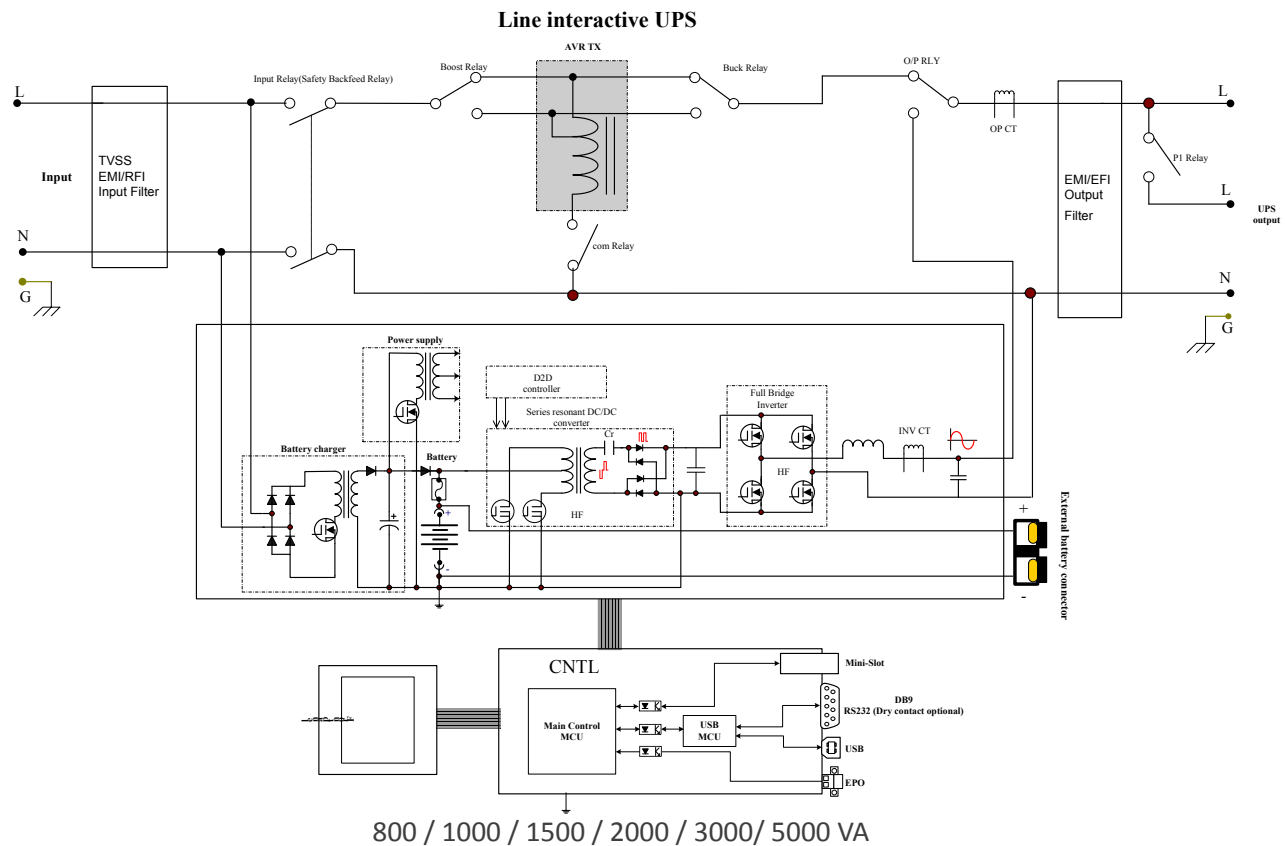 Line interactive UPS
AVR TX
Input Relay(Safety Backfeed Relay)
Boost Relay
Buck Relay
O/P RLY
L
L
OP CT
TVSS
EMI/RFI
Input Filter
Input
P1 Relay
EMI/EFI
Output
Filter
L
UPS
output
N
com Relay
N
G
G
Power supply
D2D
controller
Series resonant DC/DC
converter
Full Bridge
Inverter
Cr
INV CT
Battery charger
Battery
HF
HF
+
+
-
+
-
External battery connector
CNTL
Mini-Slot
DB9
RS232 (Dry contact optional)
Main Control
MCU
USB
MCU
USB
EPO
800 / 1000 / 1500 / 2000 / 3000/ 5000 VA